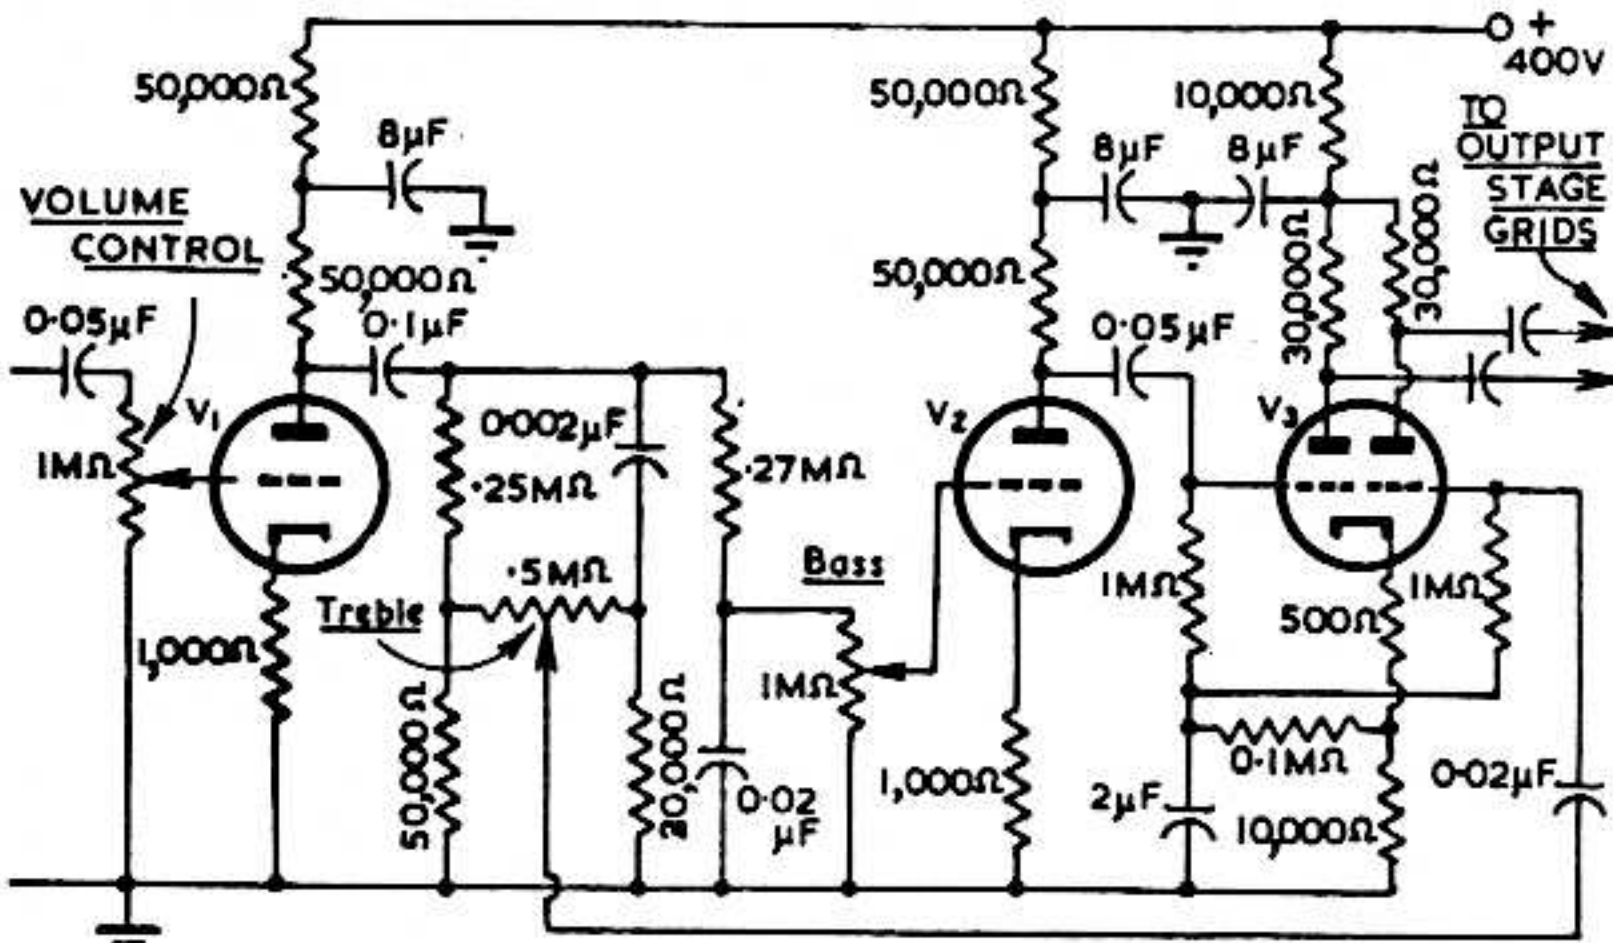 +
400V
50,000Ω
8µF
50,000Ω
10,000Ω
8µF
8µF
TO
OUTPUT
STAGE
GRIDS
VOLUME
CONTROL
50,000Ω
50,000Ω
30,000Ω
30,000Ω
0·05µF
0·1µF
0·05µF
V1
1MΩ
0·002µF
·25MΩ
·27MΩ
V2
V3
1,000Ω
Treble
·5MΩ
Bass
1MΩ
1MΩ
500Ω
1MΩ
50,000Ω
0·02
µF
1,000Ω
2µF
0·1MΩ
10,000Ω
0·02µF